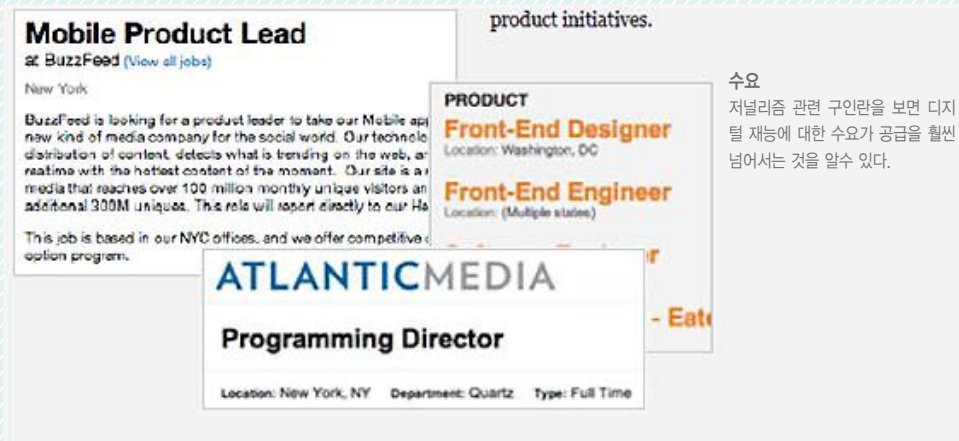 product initiatives.
Mobile Product Lead
at BuzzFeed (View all jobs)
New York
BuzzFeed is looking for a product leader to take our Mobile app
new kind of media company for the social world. Our technolo
distribution of content, detects what is trending on the web, an
realtime with the hottest content of the moment. Our site is a
media that reaches over 100 million monthly unique visitors an
additional 300M uniques. This role will report directly to our He
This job is based in our NYC offices, and we offer competitive
option program.
PRODUCT
Front-End Designer
Location: Washington, DC
Front-End Engineer
Location: (Multiple states)
- Eate
ATLANTICMEDIA
Programming Director
Location: New York, NY Department: Quartz Type: Full Time
수요
저널리즘 관련 구인란을 보면 디지
털 재능에 대한 수요가 공급을 훨씬
넘어서는 것을 알수 있다.